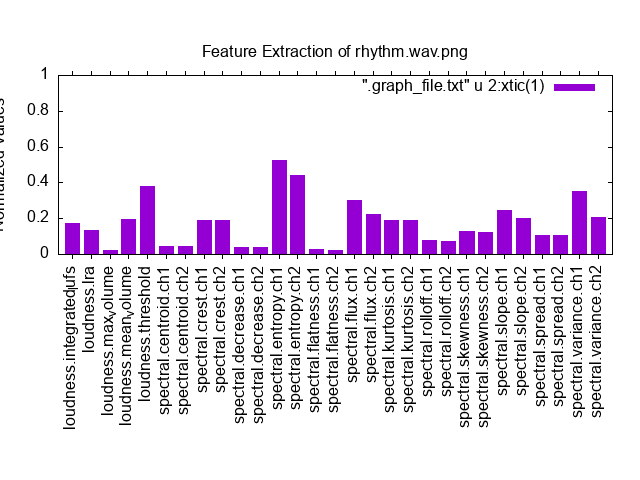 Feature Extraction of rhythm.wav.png
".graph_file.txt" u 2:xtic(1)
Normalized Values
1
0.8
0.6
0.4
0.2
0
loudness.integratedlufs
loudness.lra
loudness.maxvolume
loudness.meanvolume
loudness.threshold
spectral.centroid.ch1
spectral.centroid.ch2
spectral.crest.ch1
spectral.crest.ch2
spectral.decrease.ch1
spectral.decrease.ch2
spectral.entropy.ch1
spectral.entropy.ch2
spectral.flatness.ch1
spectral.flatness.ch2
spectral.flux.ch1
spectral.flux.ch2
spectral.kurtosis.ch1
spectral.kurtosis.ch2
spectral.rolloff.ch1
spectral.rolloff.ch2
spectral.skewness.ch1
spectral.skewness.ch2
spectral.slope.ch1
spectral.slope.ch2
spectral.spread.ch1
spectral.spread.ch2
spectral.variance.ch1
spectral.variance.ch2